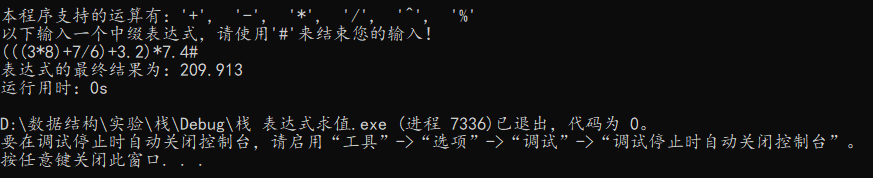 本程序支持的运算有：'+', '-', '*', '/', '^', '%'
以下输入一个中缀表达式，请使用'#'来结束您的输入！
(((3*8)+7/6)+3.2)*7.4#
表达式的最终结果为：209.913
运行用时：0s
D:\数据结构\实验\栈\Debug\栈 表达式求值.exe (进程 7336)已退出，代码为 0。
要在调试停止时自动关闭控制台，请启用“工具”->“选项”->“调试”->“调试停止时自动关闭控制台”。
按任意键关闭此窗口. . .